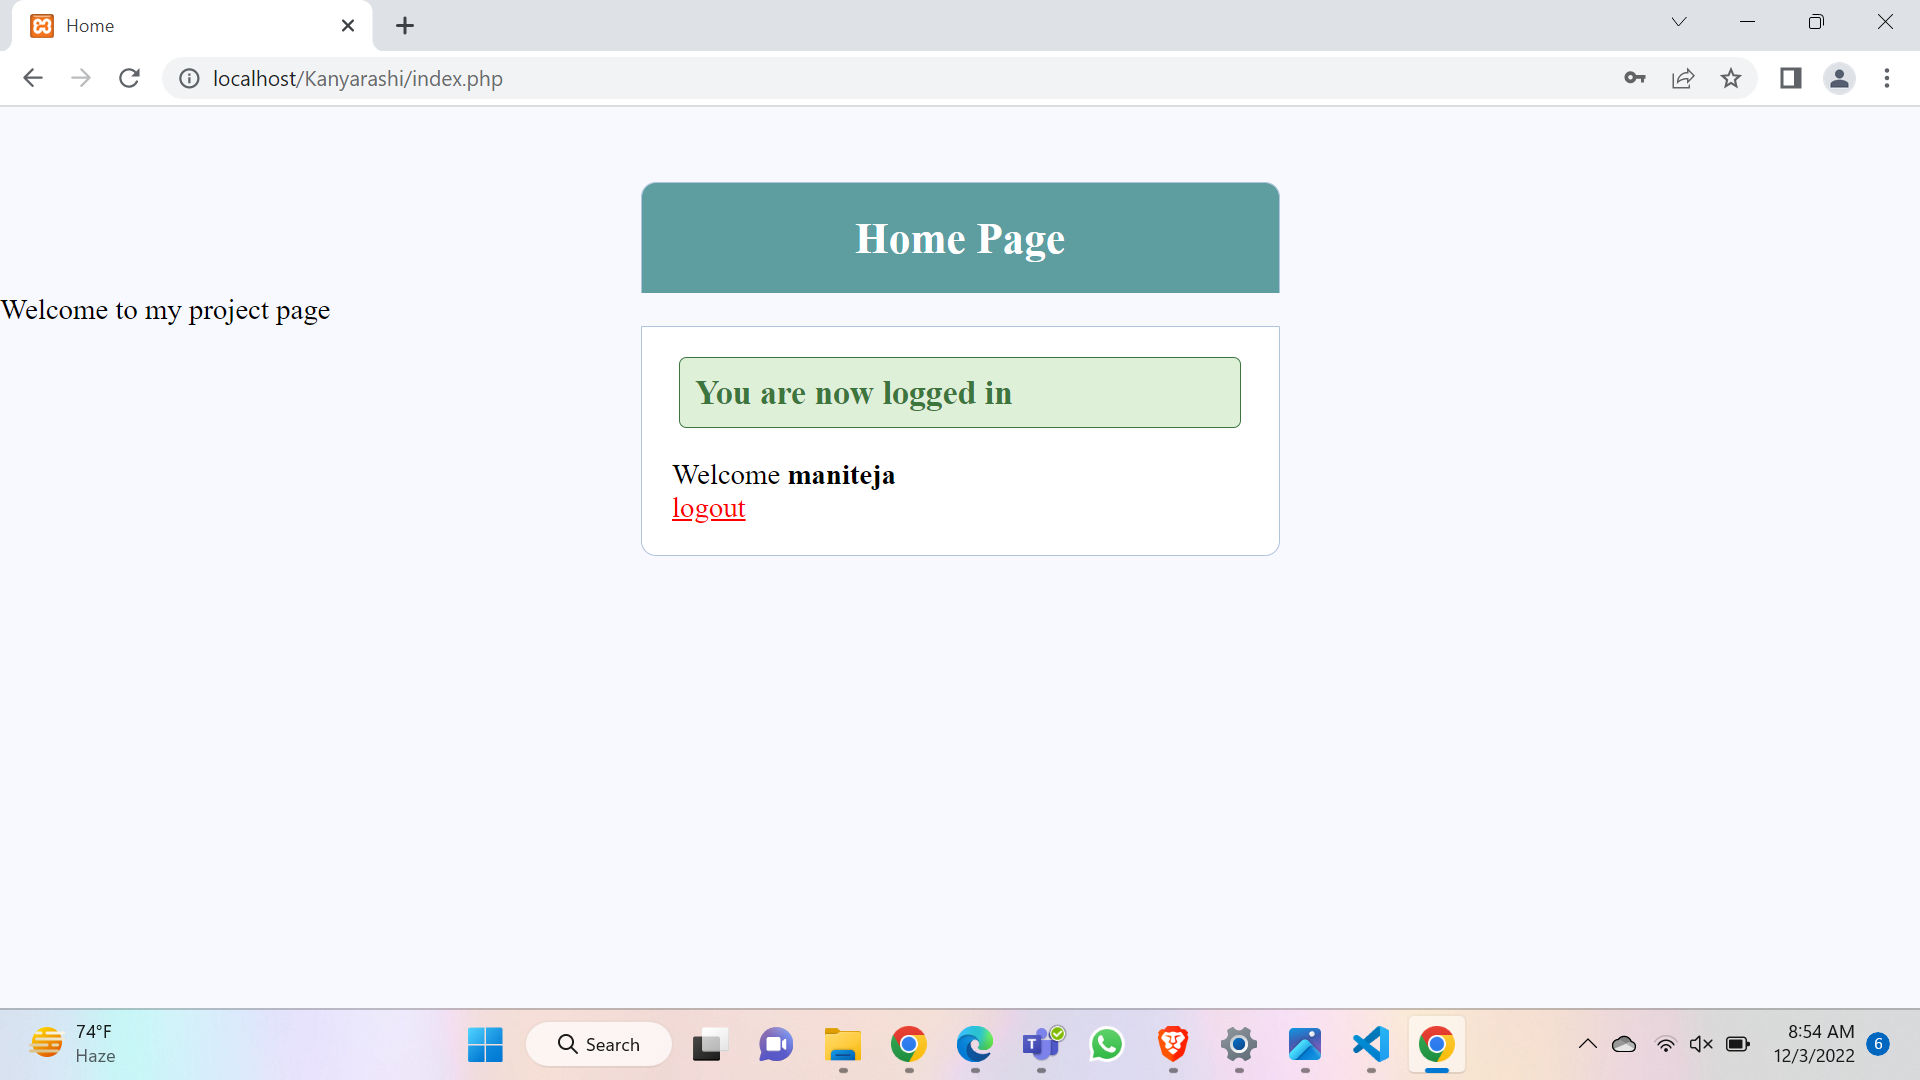 Home
localhost/Kanyarashi/index.php
Home Page
Welcome to my project page
You are now logged in
Welcome maniteja
logout
74°F
Haze
Search
T
8:54 AM
12/3/2022
6